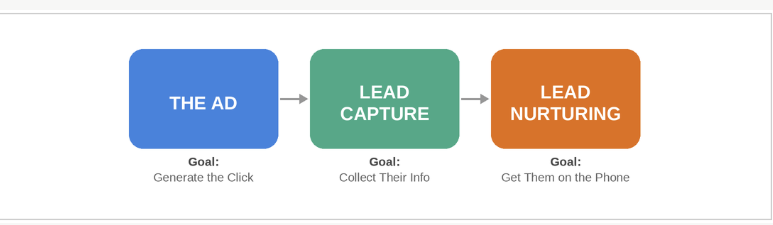 THE AD
LEAD
CAPTURE
LEAD
NURTURING
Goal:
Generate the Click
Goal:
Collect Their Info
Goal:
Get Them on the Phone